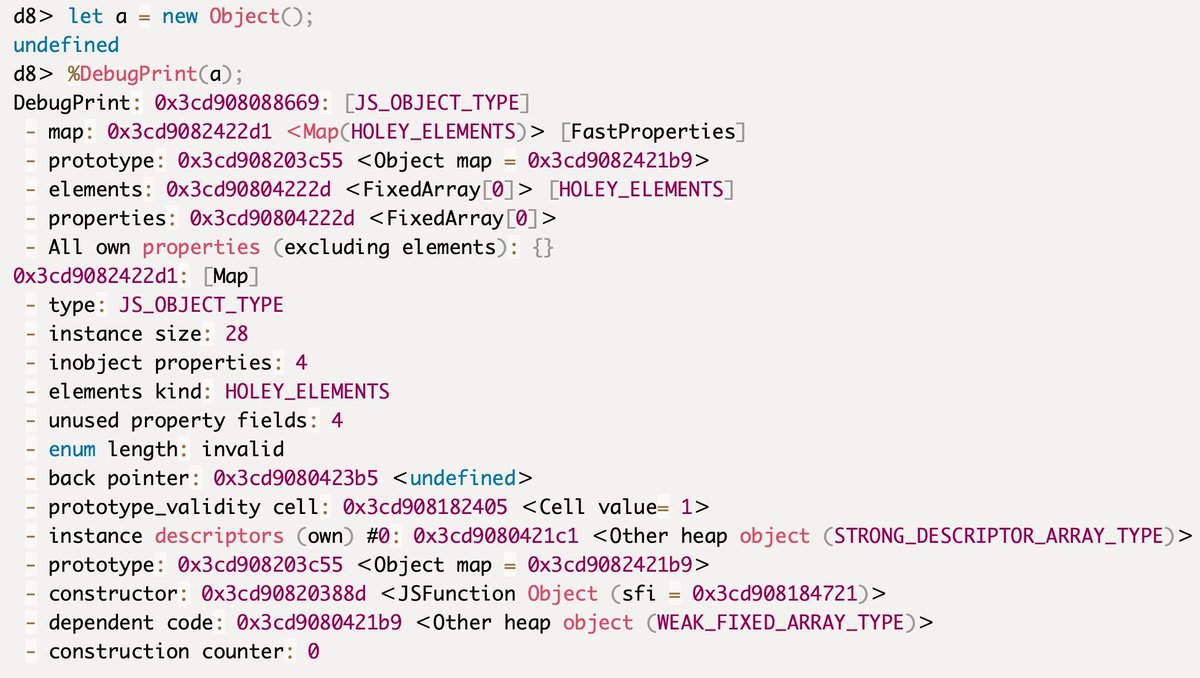 d8> let a = new Object();
undefined
d8> %DebugPrint(a);
DebugPrint: 0x3cd908088669: [JS_OBJECT_TYPE]
- map: 0x3cd9082422d1 <Map(HOLEY_ELEMENTS)> [FastProperties]
- prototype: 0x3cd908203c55 <Object map = 0x3cd9082421b9>
- elements: 0x3cd90804222d <FixedArray[0]> [HOLEY_ELEMENTS]
- properties: 0x3cd90804222d <FixedArray[0]>
- All own properties (excluding elements): {}
0x3cd9082422d1: [Map]
- type: JS_OBJECT_TYPE
- instance size: 28
- inobject properties: 4
- elements kind: HOLEY_ELEMENTS
- unused property fields: 4
- enum length: invalid
- back pointer: 0x3cd9080423b5 <undefined>
- prototype_validity cell: 0x3cd908182405 <Cell value= 1>
- instance descriptors (own) #0: 0x3cd9080421c1 <Other heap object (STRONG_DESCRIPTOR_ARRAY_TYPE)>
- prototype: 0x3cd908203c55 <Object map = 0x3cd9082421b9>
- constructor: 0x3cd90820388d <JSFunction Object (sfi = 0x3cd908184721)>
- dependent code: 0x3cd9080421b9 <Other heap object (WEAK_FIXED_ARRAY_TYPE)>
- construction counter: 0